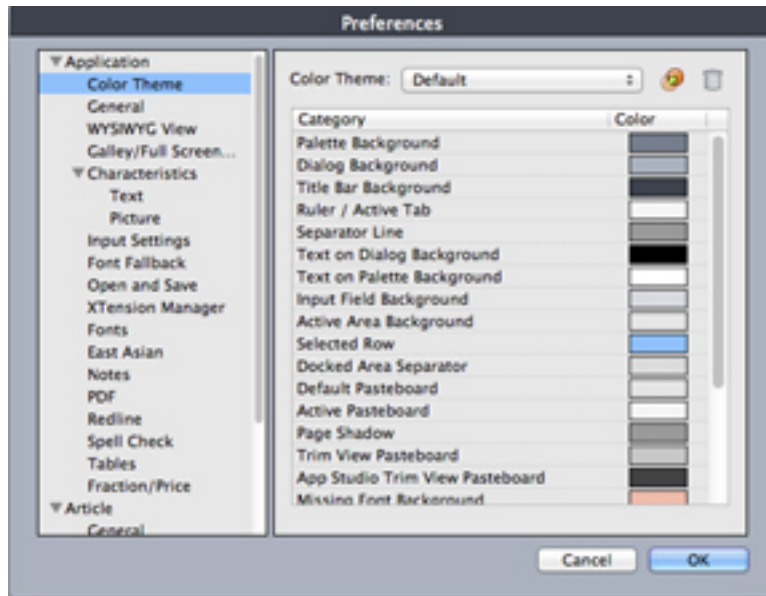 Preferences
Application
Color Theme
General
WYSIWYG View
Galley/Full Screen...
Characteristics
Text
Picture
Input Settings
Font Fallback
Open and Save
XTension Manager
Fonts
East Asian
Notes
PDF
Redline
Spell Check
Tables
Fraction/Price
Article
General
Color Theme: Default
Category Color
Palette Background
Dialog Background
Title Bar Background
Ruler / Active Tab
Separator Line
Text on Dialog Background
Text on Palette Background
Input Field Background
Active Area Background
Selected Row
Docked Area Separator
Default Pasteboard
Active Pasteboard
Page Shadow
Trim View Pasteboard
App Studio Trim View Pasteboard
Missing Font Background
Cancel OK